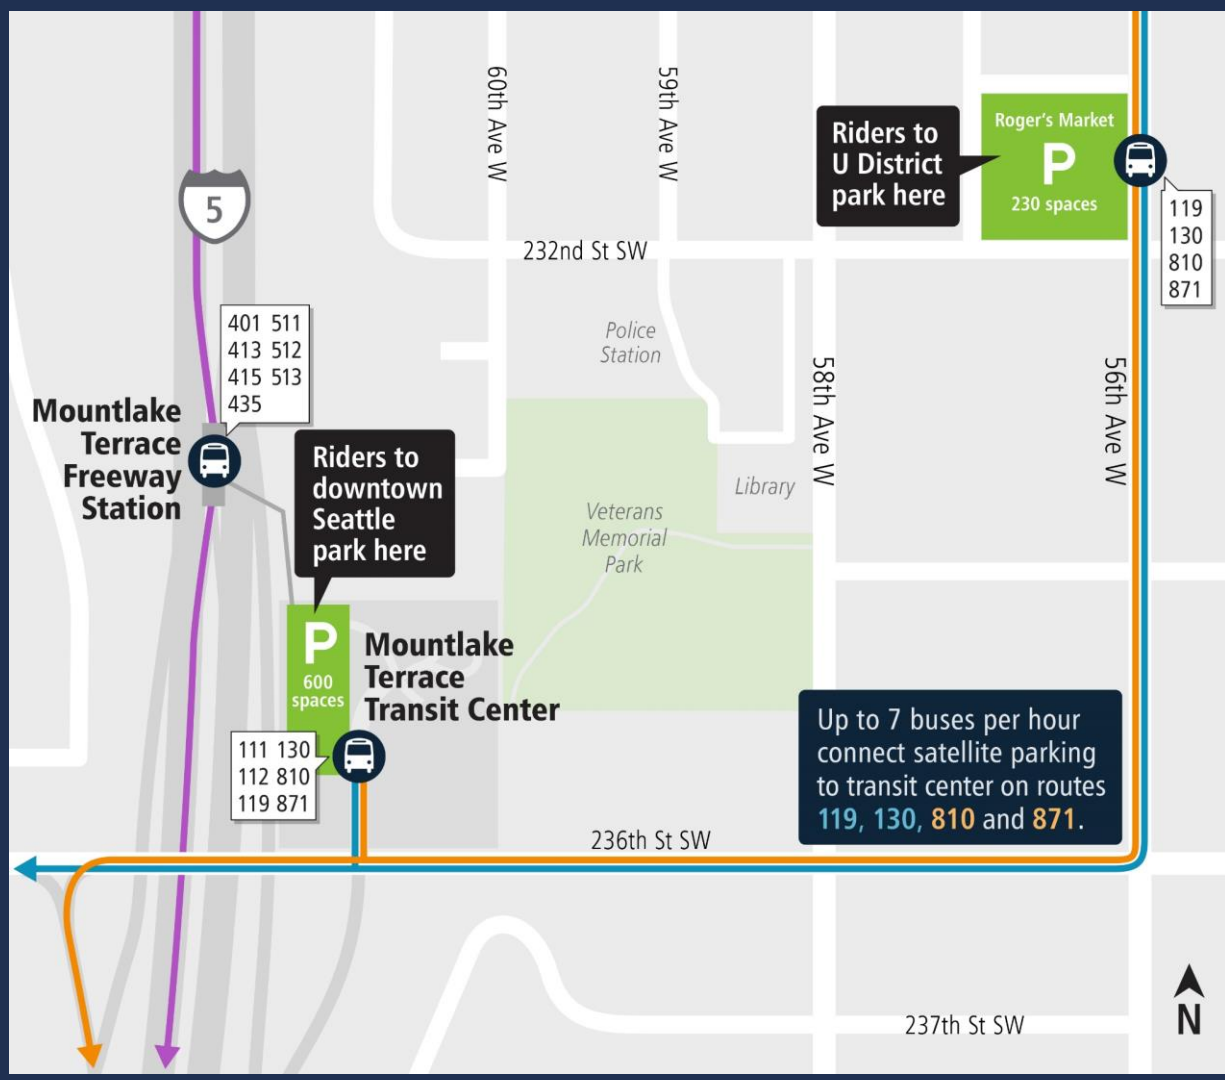 60th Ave W
59th Ave W
Riders to
U District
park here
Roger's Market
P
230 spaces
119
130
810
871
5
232nd St SW
401 511
413 512
415 513
435
Police
Station
58th Ave W
56th Ave W
Mountlake
Terrace
Freeway
Station
Riders to
downtown
Seattle
park here
Library
Veterans
Memorial
Park
P
600
spaces
Mountlake
Terrace
Transit Center
111 130
112 810
119 871
Up to 7 buses per hour
connect satellite parking
to transit center on routes
119, 130, 810 and 871.
236th St SW
237th St SW
N